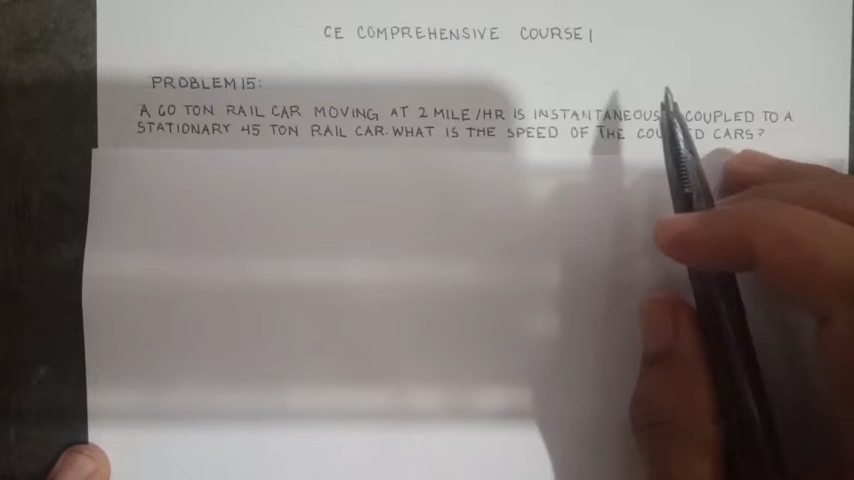 CE COMPREHENSIVE COURSE 1
PROBLEM 15:
A 60 TON RAIL CAR MOVING AT 2 MILE/HR IS COUPLED TO A
STATIONARY 45 TON RAIL CAR. WHAT IS THE SPEED OF THE CARS?